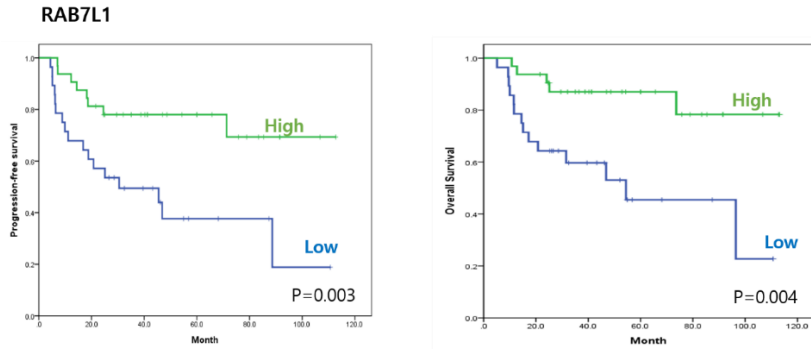 RAB7L1
Progression-free survival
1.0
0.8
0.6
0.4
0.2
0.0
High
Low
P=0.003
.0 20.0 40.0 60.0 80.0 100.0 120.0
Month
Overall Survival
1.0
0.8
0.6
0.4
0.2
0.0
High
Low
P=0.004
.0 20.0 40.0 60.0 80.0 100.0 120.0
Month